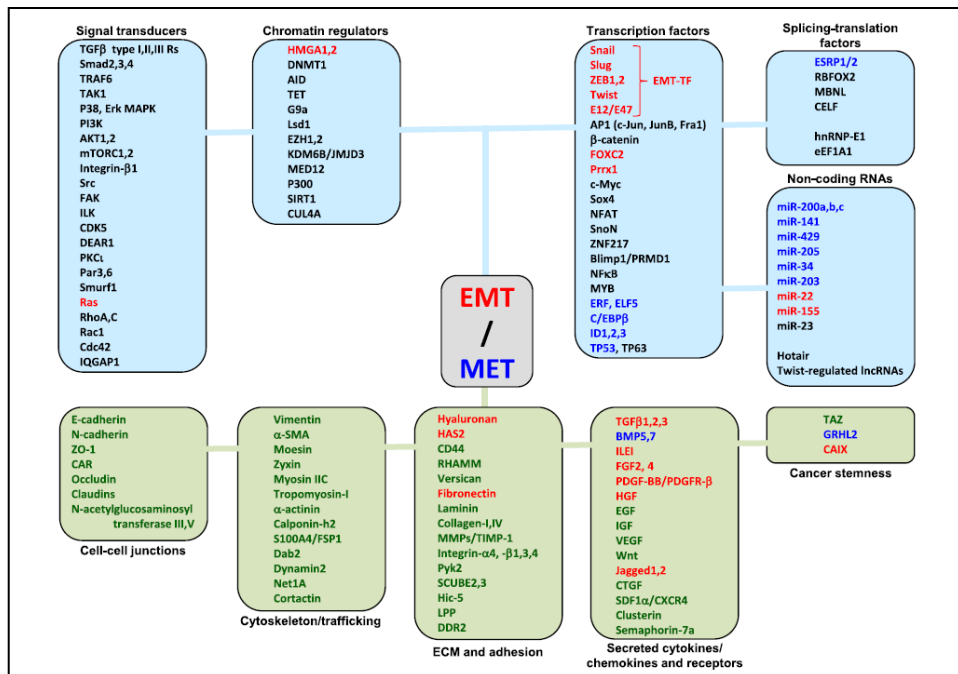 Signal transducers
TGFβ type I,II,III Rs
Smad2,3,4
TRAF6
TAK1
P38, Erk MAPK
PI3K
AKT1,2
mTORC1,2
Integrin-β1
Src
FAK
ILK
CDK5
DEAR1
PKCι
Par3,6
Smurf1
Ras
RhoA,C
Rac1
Cdc42
IQGAP1
Chromatin regulators
HMGA1,2
DNMT1
AID
TET
G9a
Lsd1
EZH1,2
KDM6B/JMJD3
MED12
P300
SIRT1
CUL4A
Transcription factors
Snail
Slug
ZEB1,2
Twist
E12/E47
EMT-TF
AP1 (c-Jun, JunB, Fra1)
β-catenin
FOXC2
Prrx1
c-Myc
Sox4
NFAT
SnoN
ZNF217
Blimp1/PRMD1
NFκB
MYB
ERF, ELF5
C/EBPβ
ID1,2,3
TP53, TP63
Splicing-translation
factors
ESRP1/2
RBFOX2
MBNL
CELF
hnRNP-E1
eEF1A1
Non-coding RNAs
miR-200a,b,c
miR-141
miR-429
miR-205
miR-34
miR-203
miR-22
miR-155
miR-23
Hotair
Twist-regulated lncRNAs
EMT
/
MET
E-cadherin
N-cadherin
ZO-1
CAR
Occludin
Claudins
N-acetylglucosaminosyl
transferase III,V
Cell-cell junctions
Vimentin
α-SMA
Moesin
Zyxin
Myosin IIC
Tropomyosin-I
α-actinin
Calponin-h2
S100A4/FSP1
Dab2
Dynamin2
Net1A
Cortactin
Cytoskeleton/trafficking
Hyaluronan
HAS2
CD44
RHAMM
Versican
Fibronectin
Laminin
Collagen-I,IV
MMPs/TIMP-1
Integrin-α4, -β1,3,4
Pyk2
SCUBE2,3
Hic-5
LPP
DDR2
ECM and adhesion
TGFβ1,2,3
BMP5,7
ILEI
FGF2, 4
PDGF-BB/PDGFR-β
HGF
EGF
IGF
VEGF
Wnt
Jagged1,2
CTGF
SDF1α/CXCR4
Clusterin
Semaphorin-7a
Secreted cytokines/
chemokines and receptors
TAZ
GRHL2
CAIX
Cancer stemness